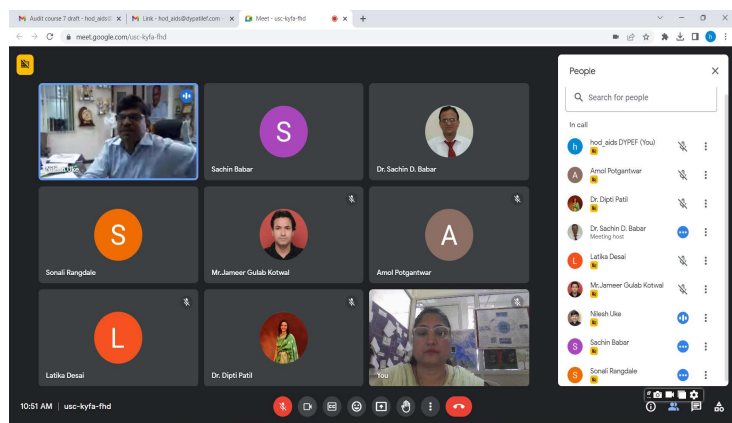 Audit course 7 draft - hod_aids@
Link - hod_aids@dypatilef.com -
Meet - usc-kyfa-fhd
meet.google.com/usc-kyfa-fhd
h
Nilesh Uke
S
Sachin Babar
Dr. Sachin D. Babar
S
Sonali Rangdale
Mr.Jameer Gulab Kotwal
A
Amol Potgantwar
L
Latika Desai
Dr. Dipti Patil
You
People
Search for people
In call
h
hod_aids DYPEF (You)
A
Amol Potgantwar
Dr. Dipti Patil
Dr. Sachin D. Babar
Meeting host
L
Latika Desai
Mr.Jameer Gulab Kotwal
Nilesh Uke
S
Sachin Babar
S
Sonali Rangdale
10:51 AM | usc-kyfa-fhd